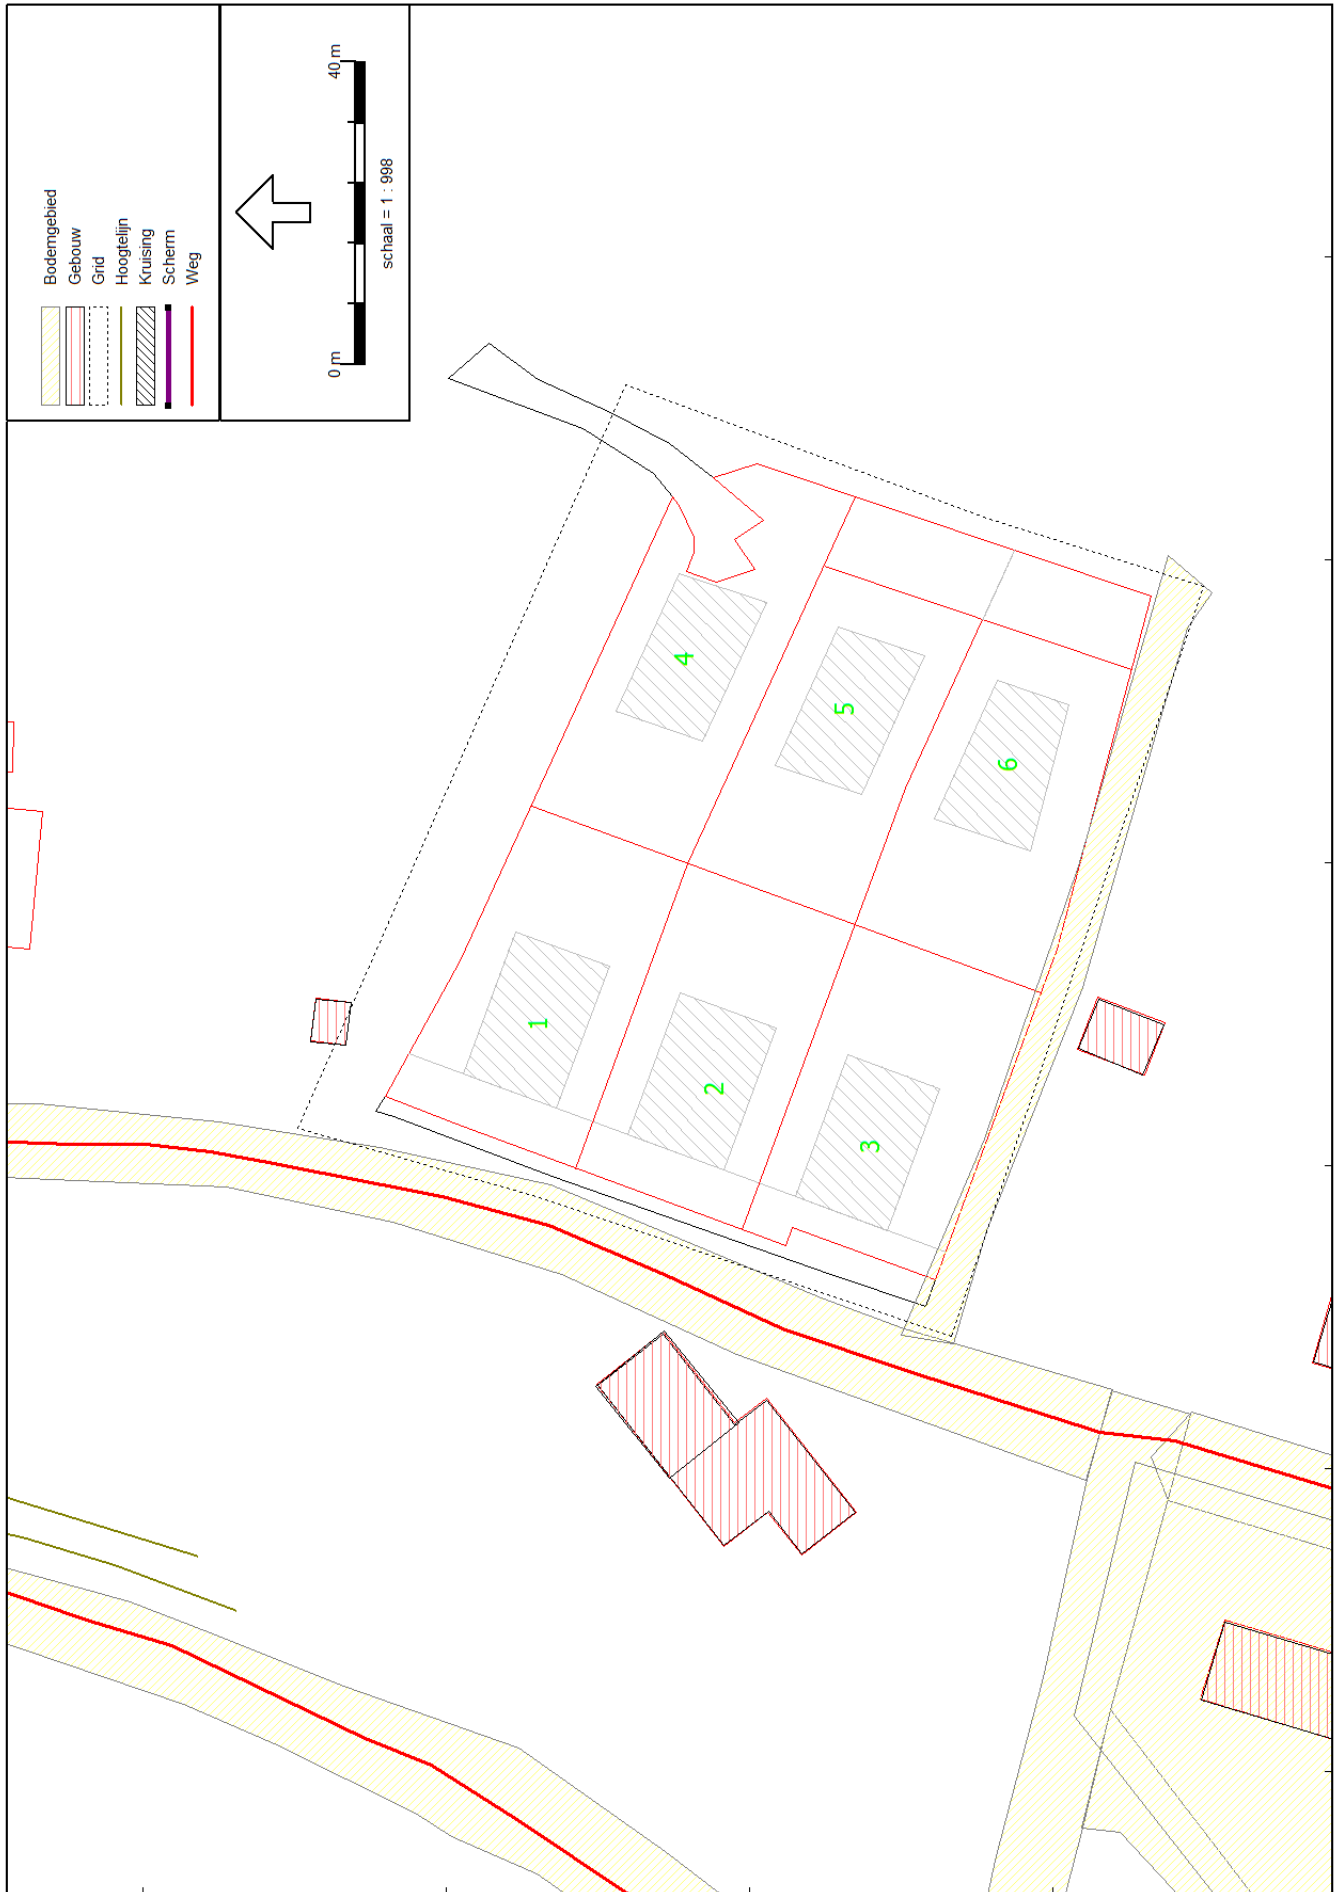 Bodemgebied
Gebouw
Grid
Hoogtelijn
Kruising
Scherm
Weg
0 m
40 m
schaal = 1 : 998
1
2
3
4
5
6